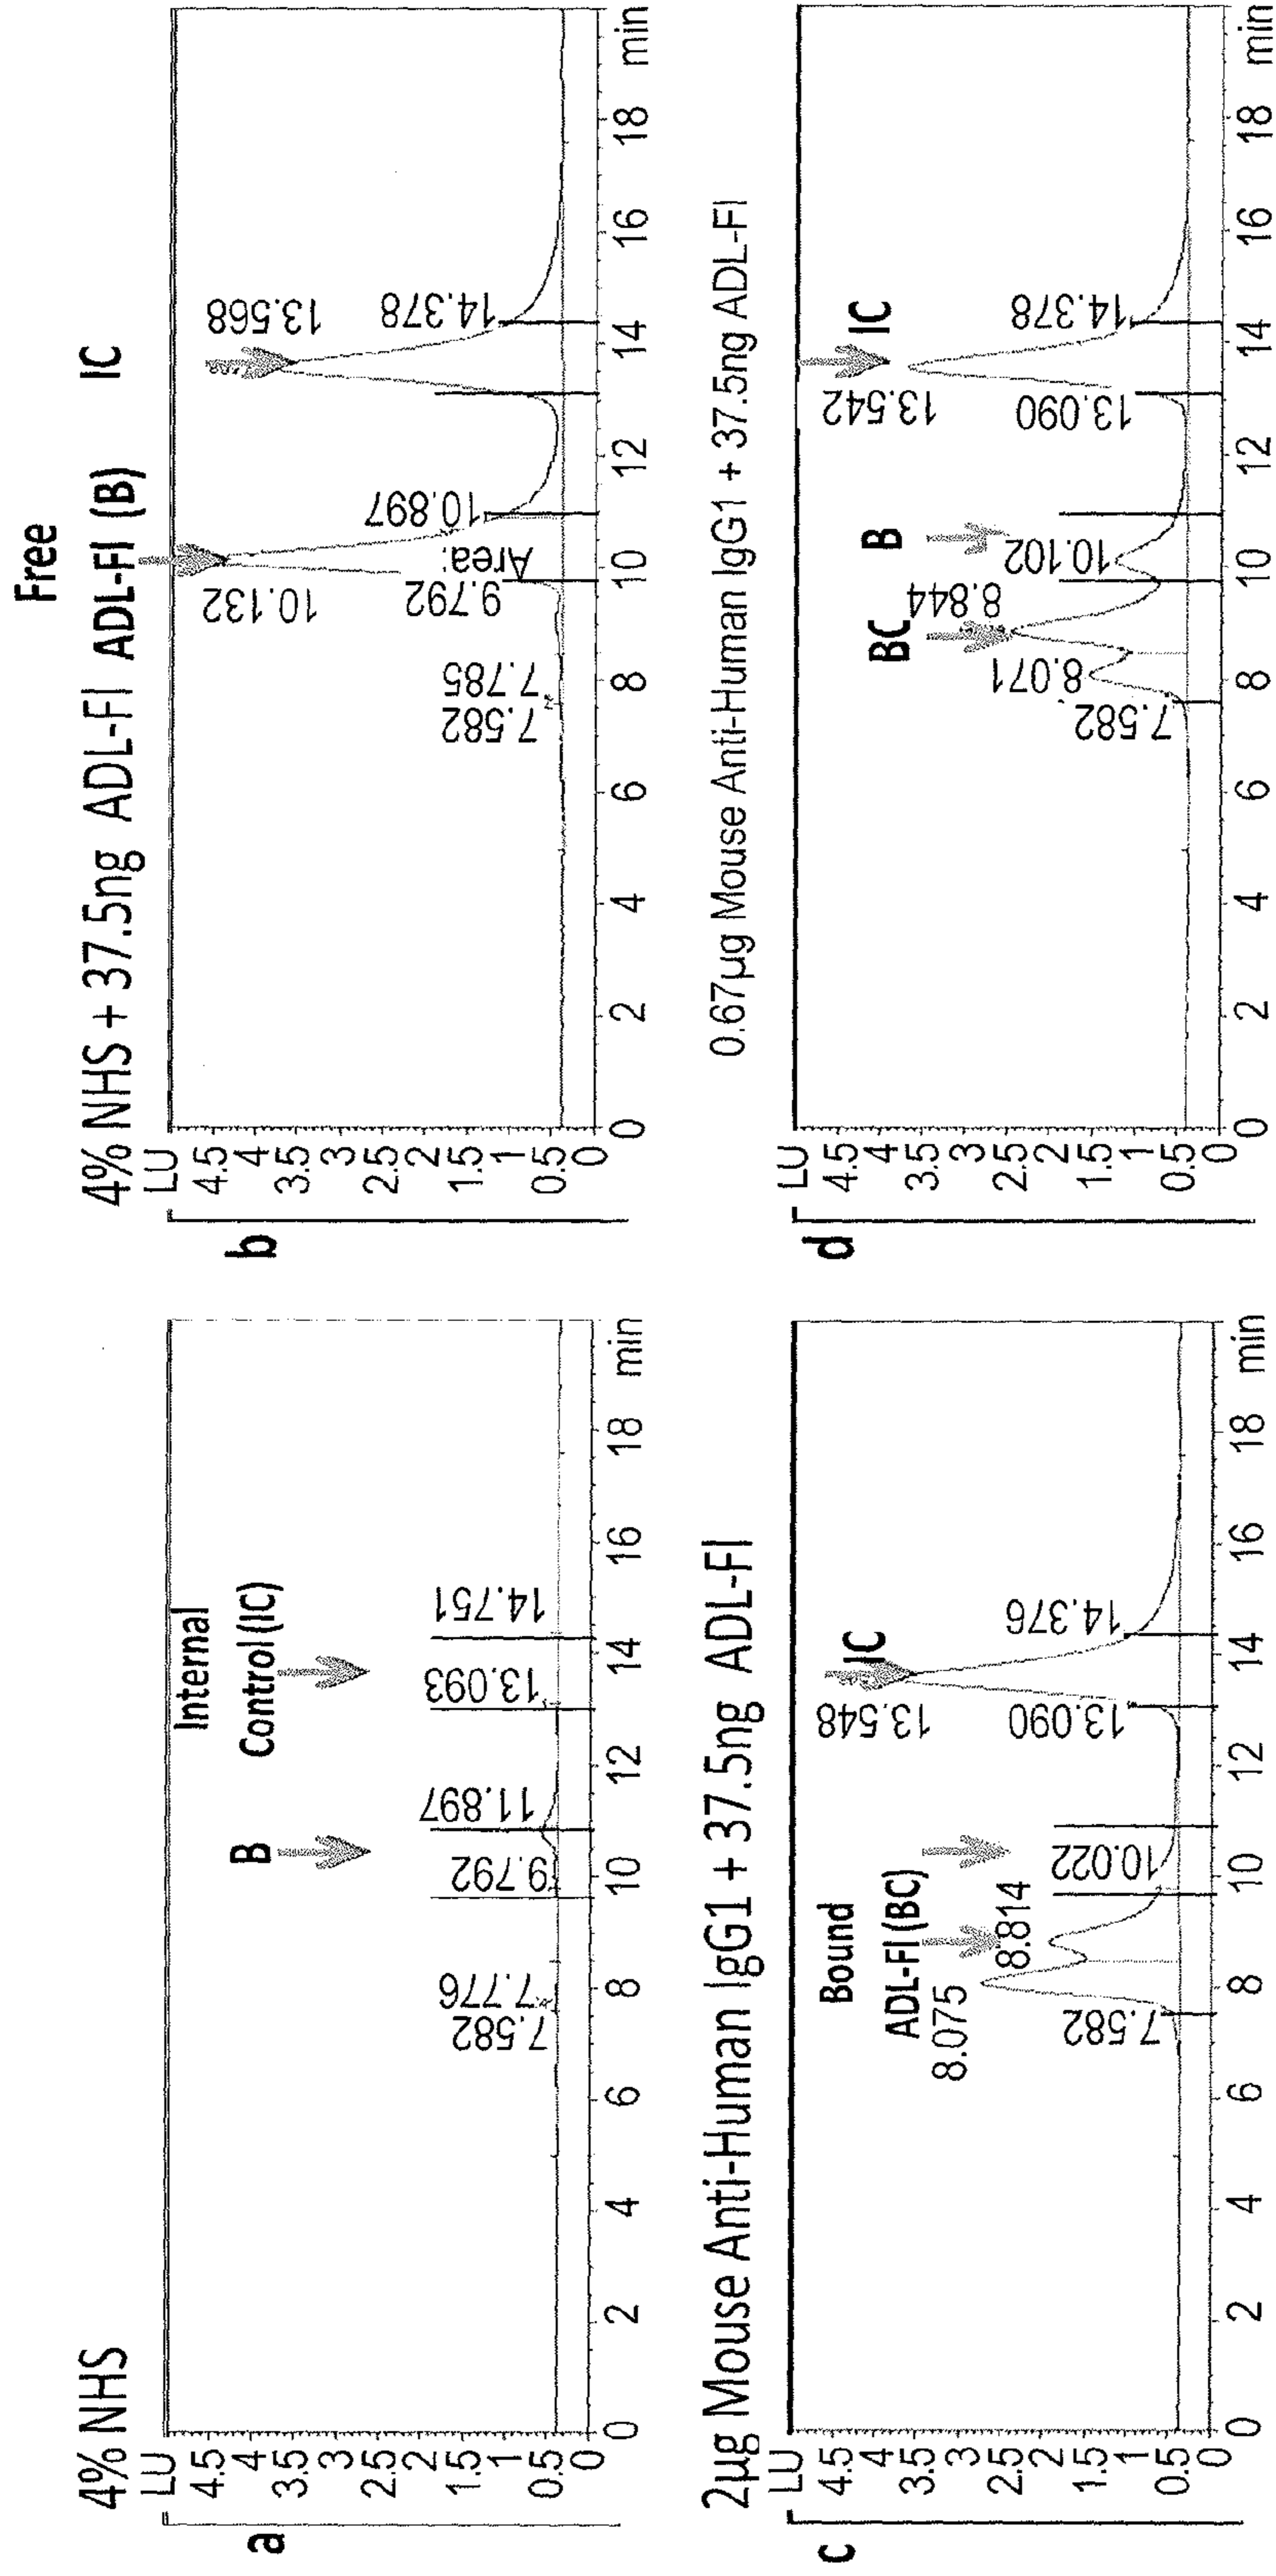 a
4% NHS
LU
4.5
4
3.5
3
2.5
2
1.5
1
0.5
0
B
Internal
Control (IC)
7.582
7.776
9.792
11.897
13.093
14.751
0 2 4 6 8 10 12 14 16 18 min
b
4% NHS + 37.5ng ADL-Fl
Free
ADL-Fl (B)
IC
LU
4.5
4
3.5
3
2.5
2
1.5
1
0.5
0
7.582
7.785
10.132
9.792
Area:
10.897
13.568
14.378
0 2 4 6 8 10 12 14 16 18 min
c
2µg Mouse Anti-Human IgG1 + 37.5ng ADL-Fl
LU
4.5
4
3.5
3
2.5
2
1.5
1
0.5
0
Bound
ADL-Fl (BC)
IC
8.075
8.814
7.582
10.022
13.548
13.090
14.376
0 2 4 6 8 10 12 14 16 18 min
d
0.67µg Mouse Anti-Human IgG1 + 37.5ng ADL-Fl
LU
4.5
4
3.5
3
2.5
2
1.5
1
0.5
0
BC
B
IC
7.582
8.071
8.844
10.102
13.542
13.090
14.378
0 2 4 6 8 10 12 14 16 18 min